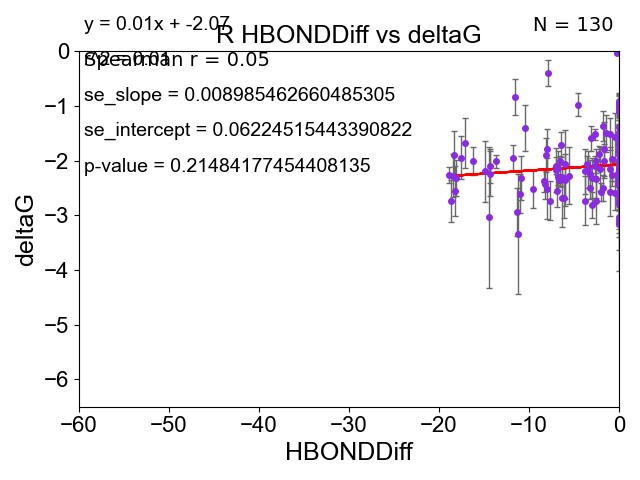 y = 0.01x + -2.07
R HBONDDiff vs deltaG
N = 130
Spearman r = 0.05
se_slope = 0.008985462660485305
se_intercept = 0.06224515443390822
p-value = 0.21484177454408135
deltaG
0
−1
−2
−3
−4
−5
−6
−60
−50
−40
−30
−20
−10
0
HBONDDiff